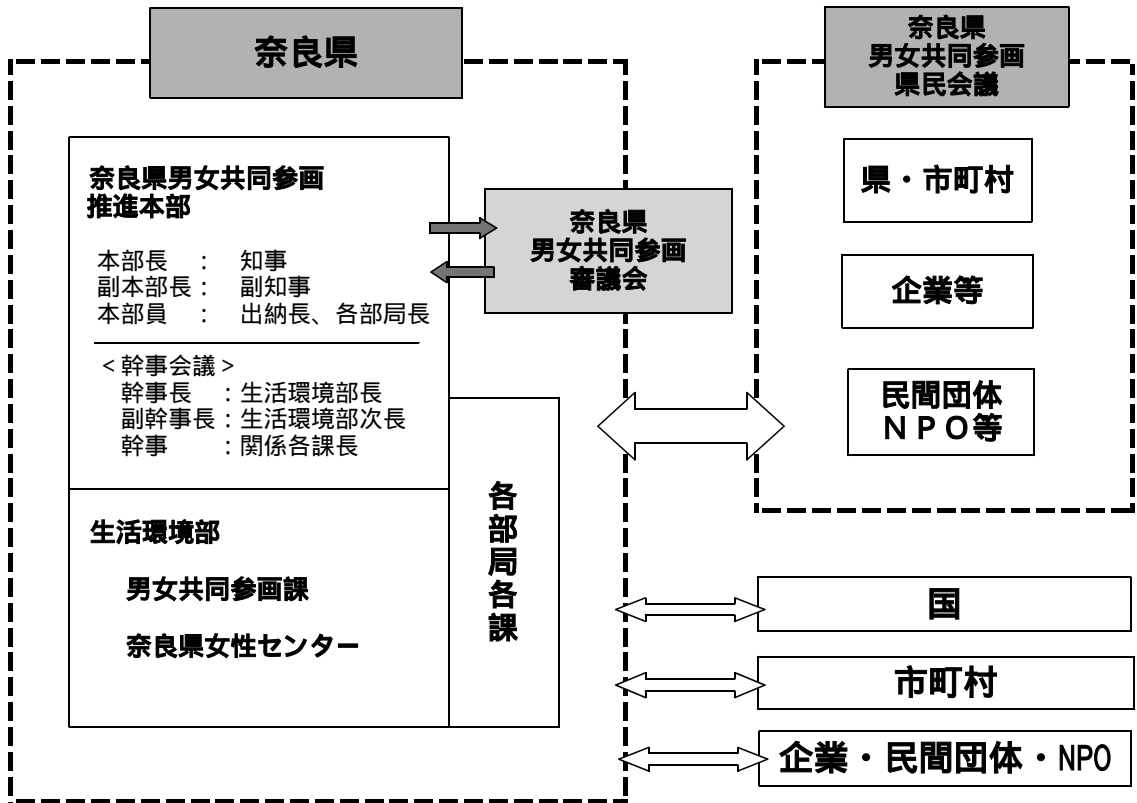 奈良県
奈良県男女共同参画
推進本部
本部長　：　知事
副本部長：　副知事
本部員　：　出納長、各部局長
＜幹事会議＞
幹事長　：生活環境部長
副幹事長：生活環境部次長
幹事　　：関係各課長
生活環境部
男女共同参画課
奈良県女性センター
各部局各課
奈良県
男女共同参画
審議会
奈良県
男女共同参画
県民会議
県・市町村
企業等
民間団体
ＮＰＯ等
国
市町村
企業・民間団体・NPO